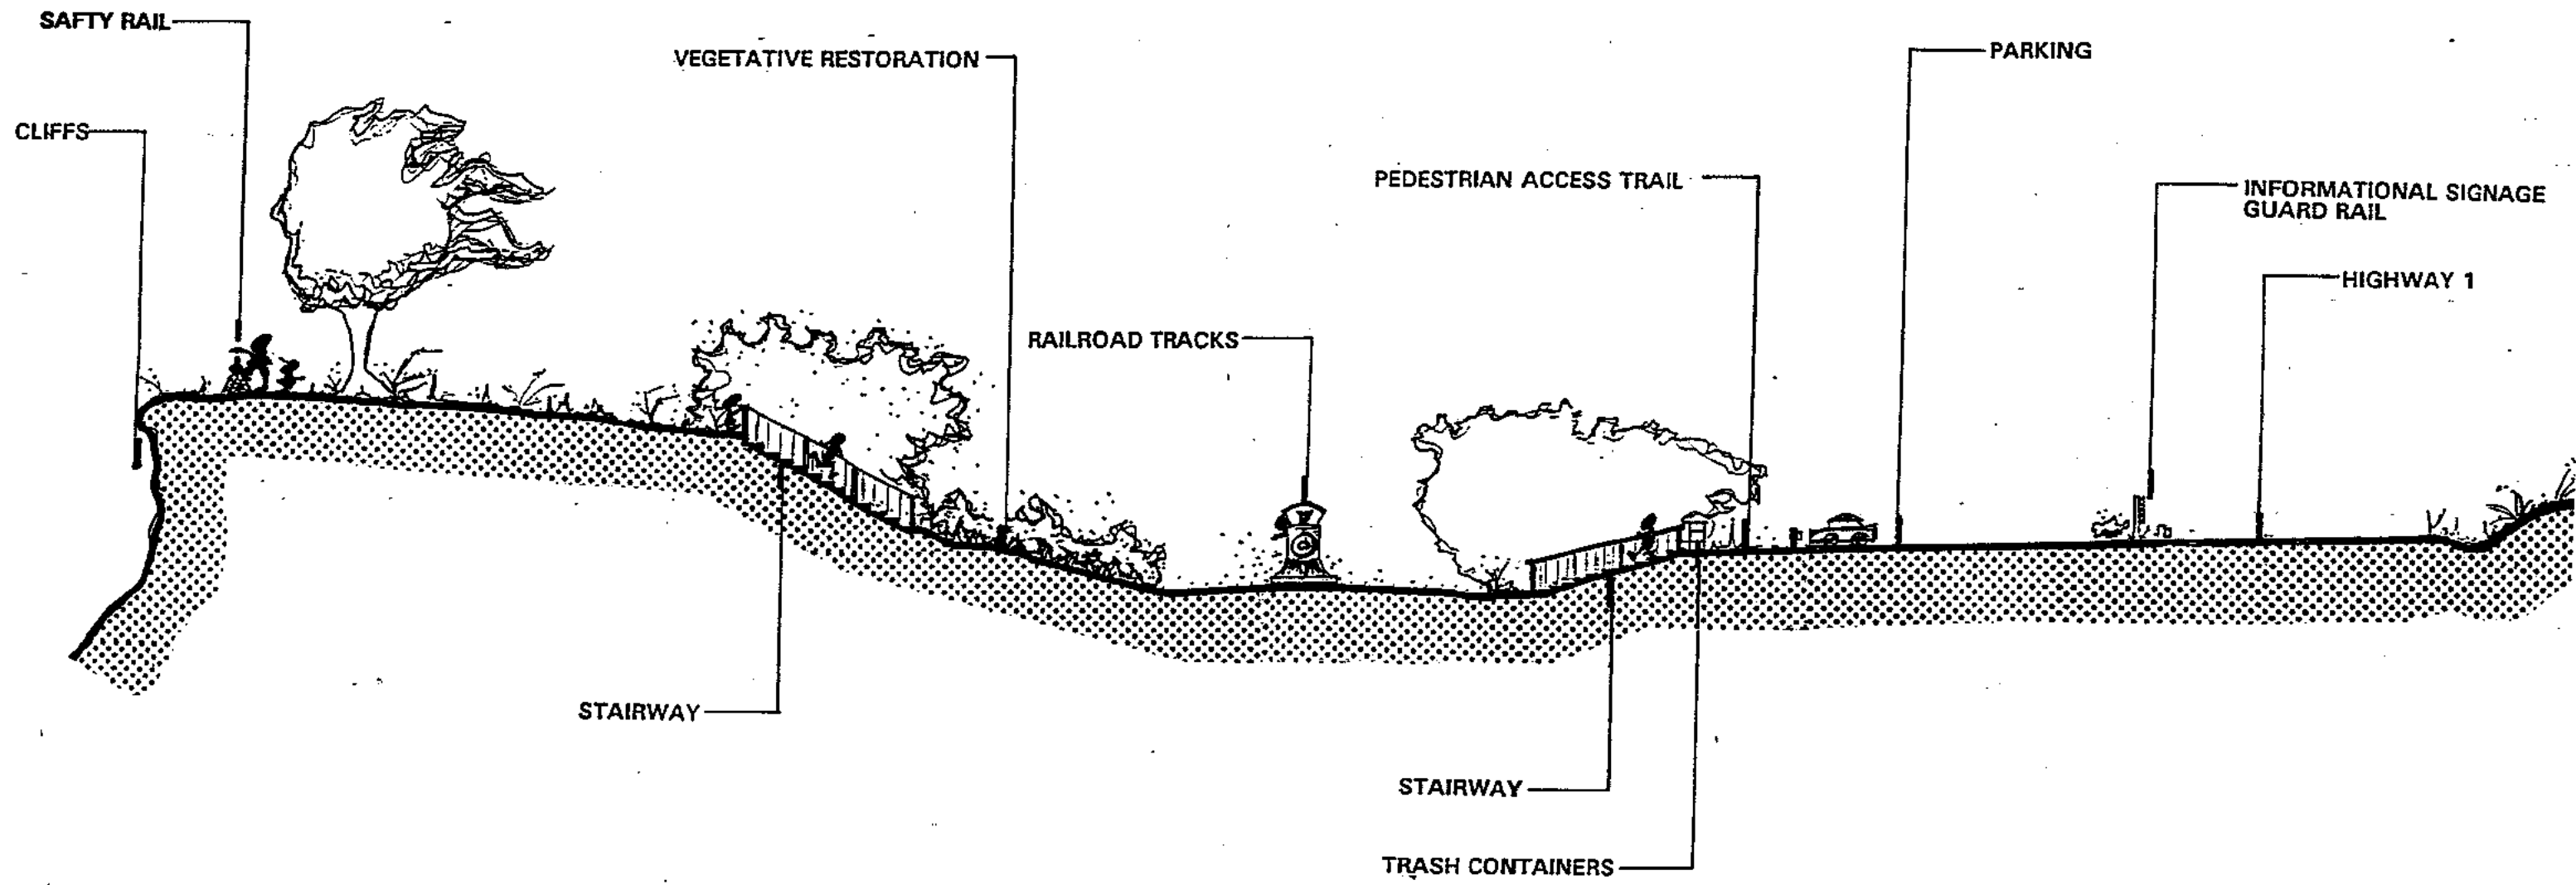 SAFTY RAIL
VEGETATIVE RESTORATION
PARKING
CLIFFS
PEDESTRIAN ACCESS TRAIL
INFORMATIONAL SIGNAGE
GUARD RAIL
HIGHWAY 1
RAILROAD TRACKS
STAIRWAY
STAIRWAY
TRASH CONTAINERS